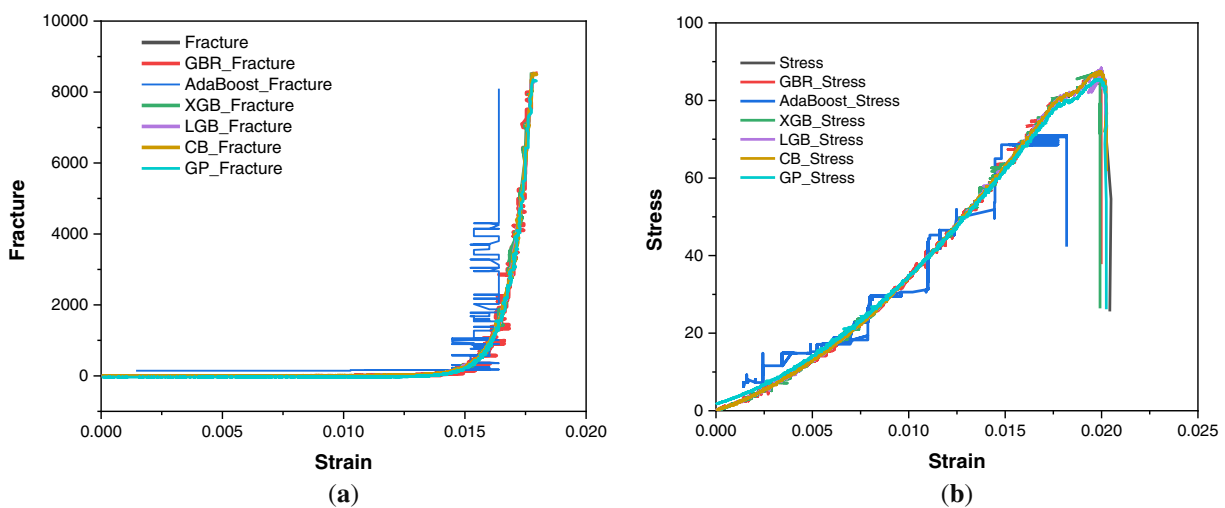 10000
8000
6000
4000
2000
0
Fracture
Fracture
GBR_Fracture
AdaBoost_Fracture
XGB_Fracture
LGB_Fracture
CB_Fracture
GP_Fracture
0.000
0.005
0.010
0.015
0.020
Strain
(a)
100
80
60
40
20
0
Stress
Stress
GBR_Stress
AdaBoost_Stress
XGB_Stress
LGB_Stress
CB_Stress
GP_Stress
0.000
0.005
0.010
0.015
0.020
0.025
Strain
(b)